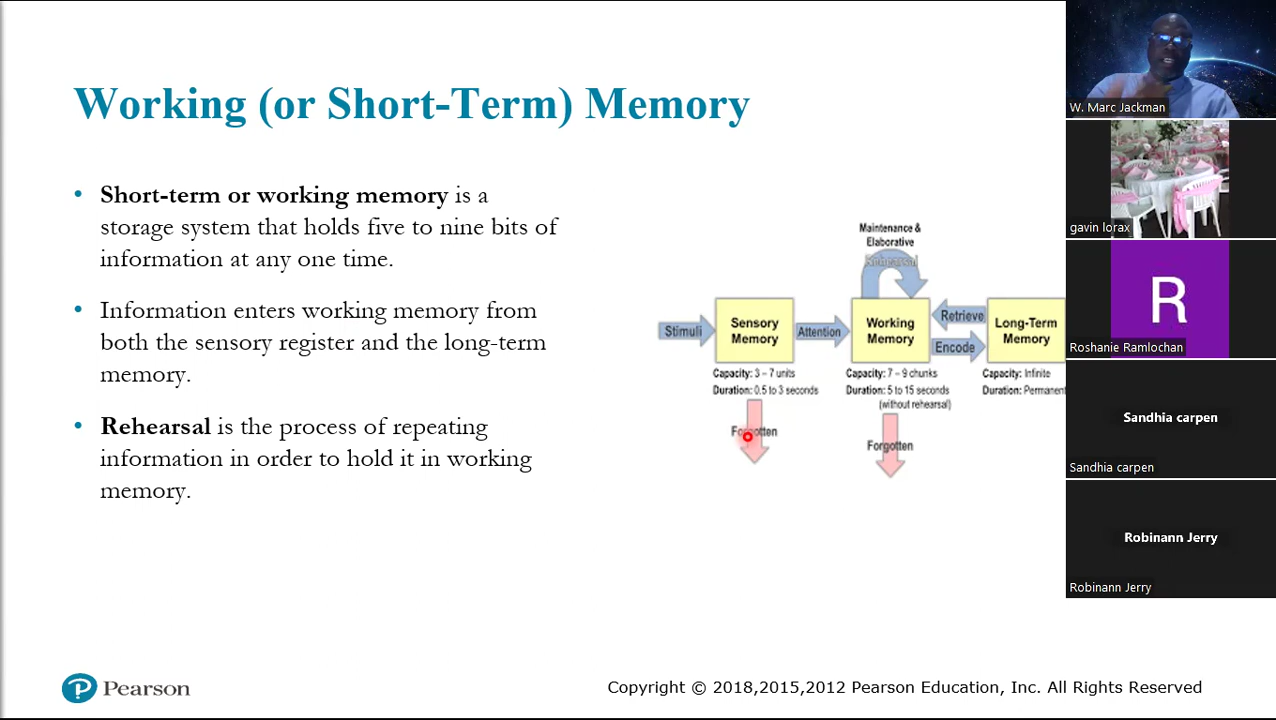 Working (or Short-Term) Memory
• Short-term or working memory is a
storage system that holds five to nine bits of
information at any one time.
• Information enters working memory from
both the sensory register and the long-term
memory.
• Rehearsal is the process of repeating
information in order to hold it in working
memory.
Maintenance &
Elaborative
Rehearsal
Stimuli
Sensory
Memory
Attention
Working
Memory
Retrieve
Encode
Long-Term
Memory
Capacity: 3 – 7 units
Duration: 0.5 to 3 seconds
Capacity: 7 – 9 chunks
Duration: 5 to 15 seconds
(without rehearsal)
Capacity: Infinite
Duration: Permanent
Forgotten
Forgotten
Pearson
Copyright © 2018,2015,2012 Pearson Education, Inc. All Rights Reserved
W. Marc Jackman
gavin lorax
R
Roshanie Ramlochan
Sandhia carpen
Sandhia carpen
Robinann Jerry
Robinann Jerry